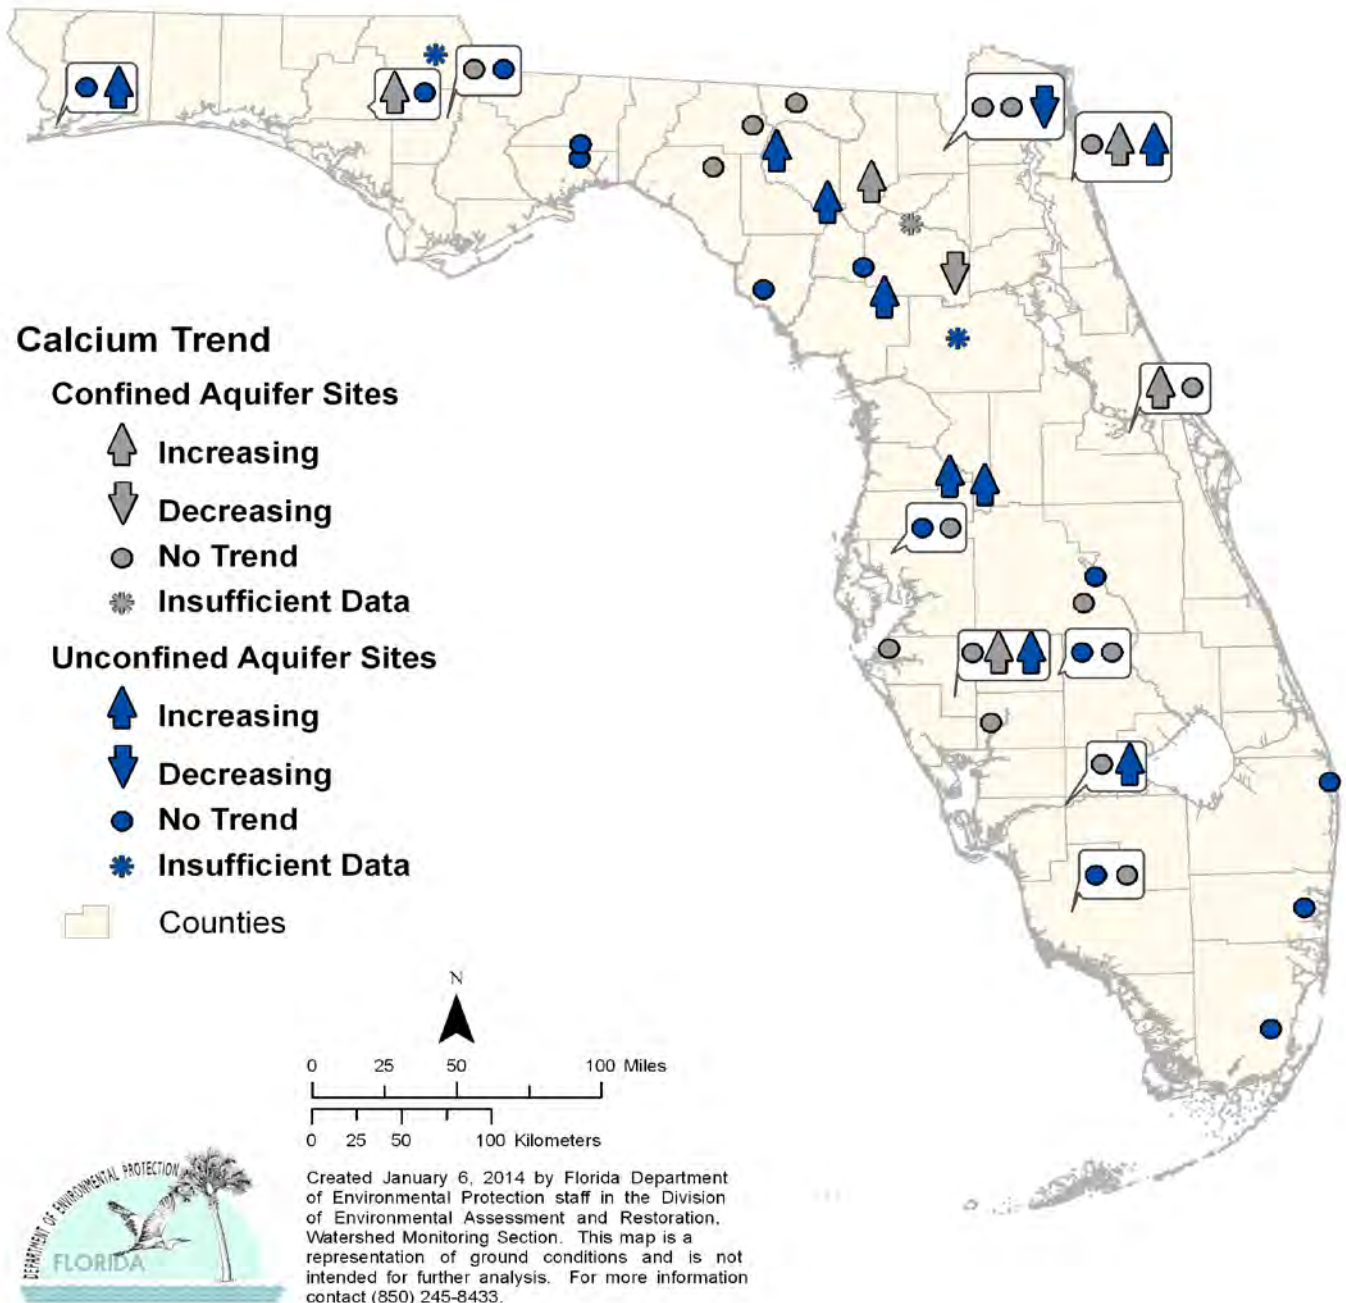 Calcium Trend
Confined Aquifer Sites
Increasing
Decreasing
No Trend
Insufficient Data
Unconfined Aquifer Sites
Increasing
Decreasing
No Trend
Insufficient Data
Counties
N
0 25 50 100 Miles
0 25 50 100 Kilometers
DEPARTMENT OF ENVIRONMENTAL PROTECTION
FLORIDA
Created January 6, 2014 by Florida Department
of Environmental Protection staff in the Division
of Environmental Assessment and Restoration,
Watershed Monitoring Section. This map is a
representation of ground conditions and is not
intended for further analysis. For more information
contact (850) 245-8433.